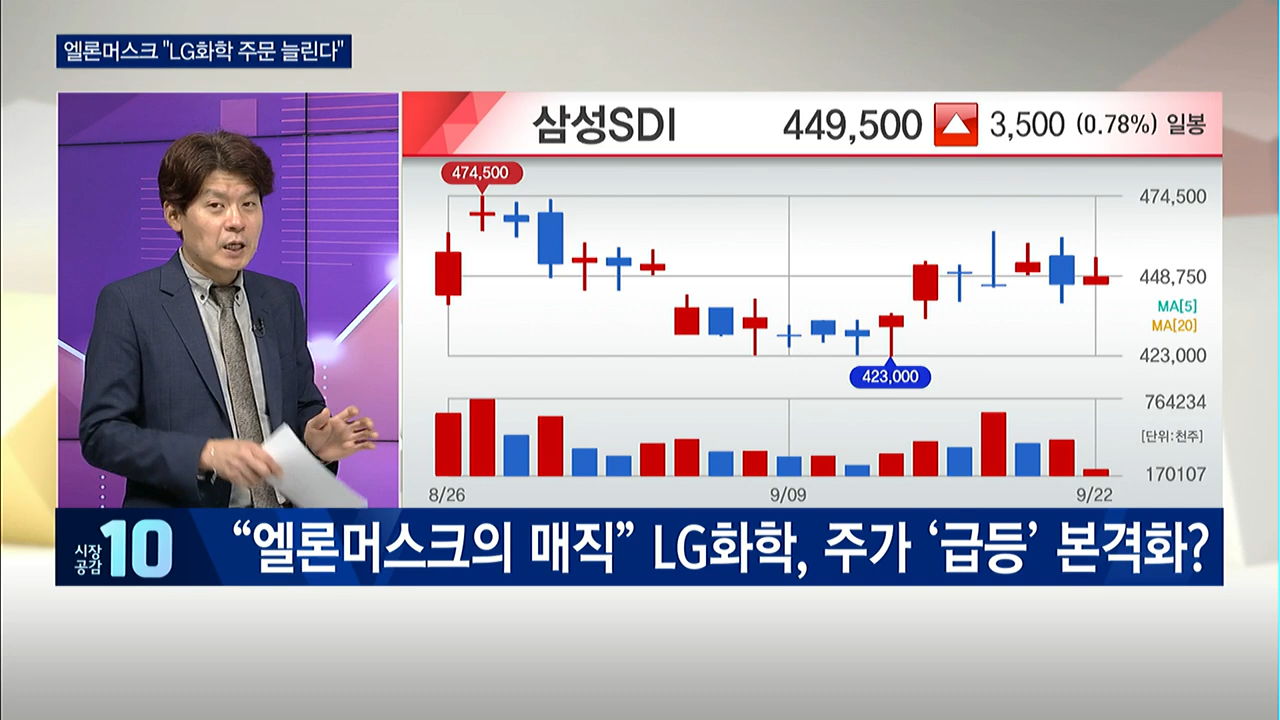 엘론머스크 "LG화학 주문 늘린다"
삼성SDI 449,500 3,500 (0.78%) 일봉
474,500
474,500
448,750
MA[5]
MA[20]
423,000
423,000
764234
[단위:천주]
170107
8/26 9/09 9/22
시장공감 10
“엘론머스크의 매직” LG화학, 주가 ‘급등’ 본격화?